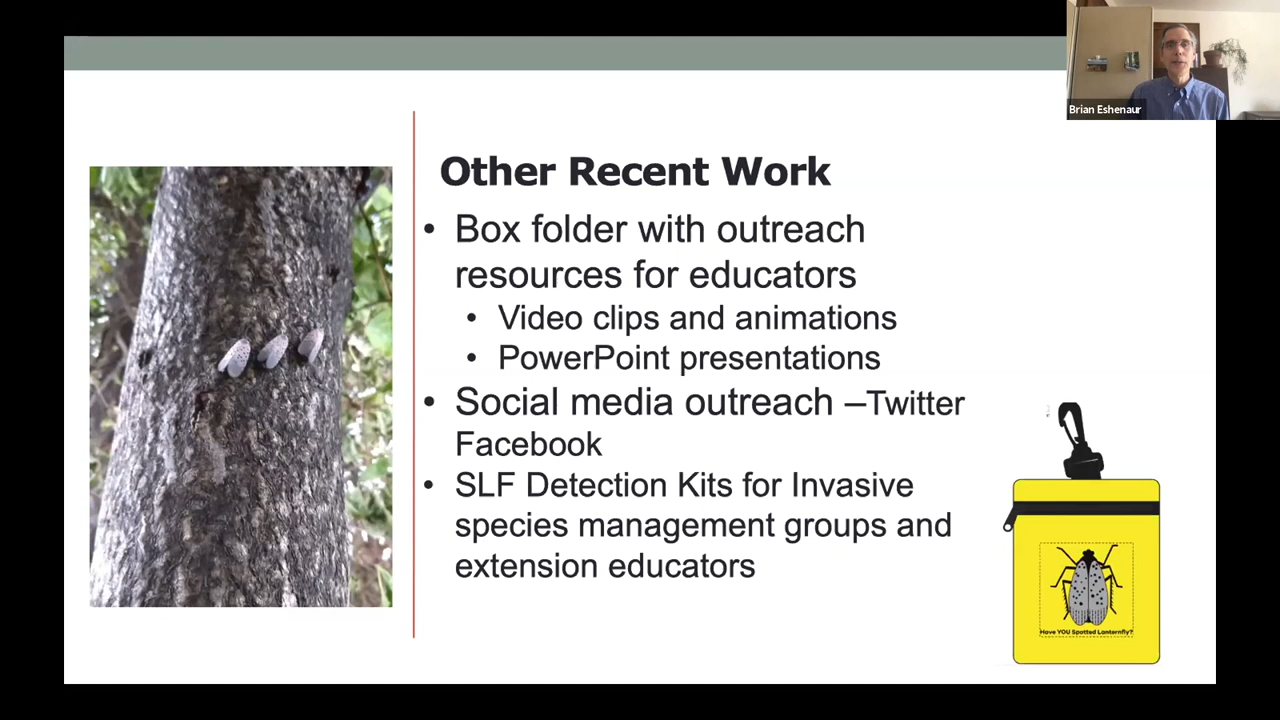 Brian Eshenaur
Other Recent Work
• Box folder with outreach
resources for educators
• Video clips and animations
• PowerPoint presentations
• Social media outreach –Twitter
Facebook
• SLF Detection Kits for Invasive
species management groups and
extension educators
Have YOU Spotted Lanternfly?